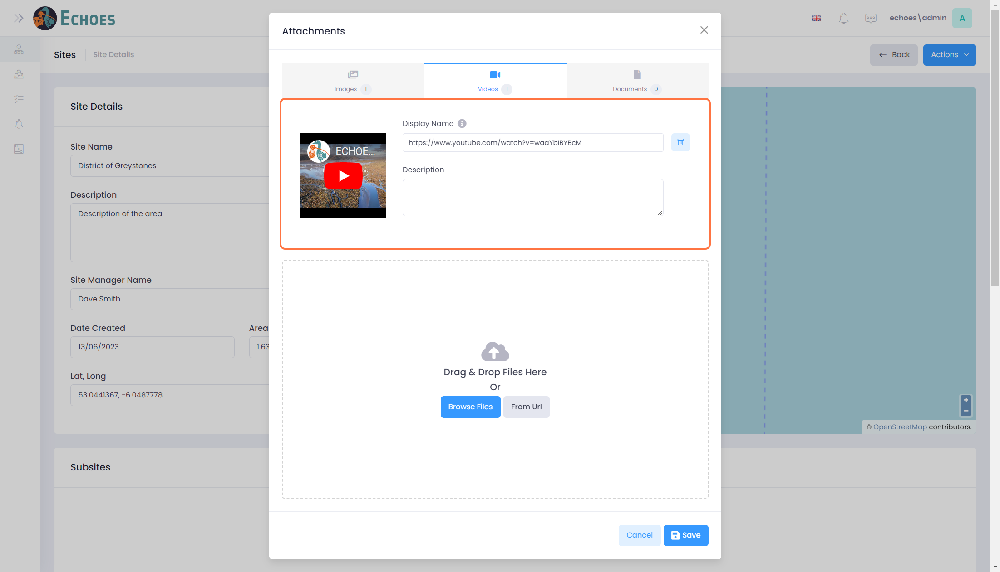 ECHOES
echoes\admin
A
Sites
Site Details
Back
Actions
Attachments
Images 1
Videos 1
Documents 0
Display Name
https://www.youtube.com/watch?v=waaYbIBYBcM
ECHOE...
m:
Description
Drag & Drop Files Here
Or
Browse Files
From Url
Cancel
Save
Site Details
Site Name
District of Greystones
Description
Description of the area
Site Manager Name
Dave Smith
Date Created
Area
13/06/2023
1.63
Lat, Long
53.0441367, -6.0487778
+
−
© OpenStreetMap contributors.
Subsites